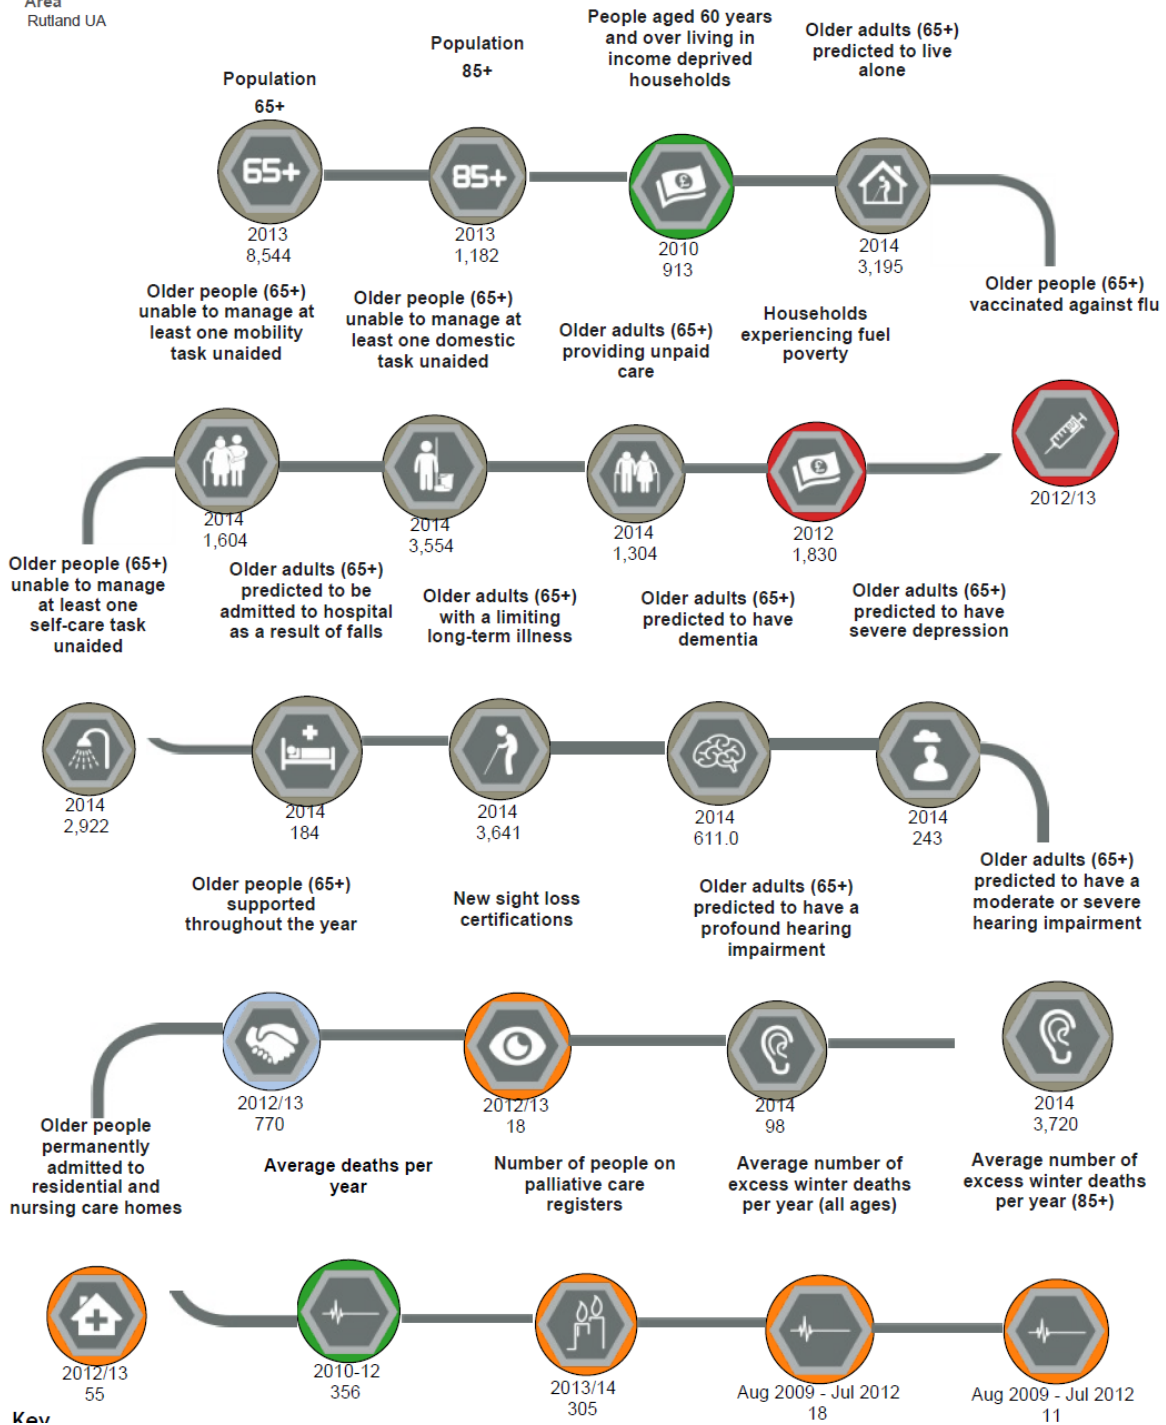 Area
Rutland UA
Population
65+
65+
2013
8,544
Population
85+
85+
2013
1,182
People aged 60 years
and over living in
income deprived
households
£
2010
913
Older adults (65+)
predicted to live
alone
2014
3,195
Older people (65+)
vaccinated against flu
2012/13
Older people (65+)
unable to manage at
least one mobility
task unaided
2014
1,604
Older people (65+)
unable to manage at
least one domestic
task unaided
2014
3,554
Older adults (65+)
providing unpaid
care
2014
1,304
Households
experiencing fuel
poverty
£
2012
1,830
Older people (65+)
unable to manage
at least one
self-care task
unaided
2014
2,922
Older adults (65+)
predicted to be
admitted to hospital
as a result of falls
2014
184
Older adults (65+)
with a limiting
long-term illness
2014
3,641
Older adults (65+)
predicted to have
dementia
2014
611.0
Older adults (65+)
predicted to have
severe depression
2014
243
Older people (65+)
supported
throughout the year
2012/13
770
New sight loss
certifications
2012/13
18
Older adults (65+)
predicted to have a
profound hearing
impairment
2014
98
Older adults (65+)
predicted to have a
moderate or severe
hearing impairment
2014
3,720
Older people
permanently
admitted to
residential and
nursing care homes
2012/13
55
Average deaths per
year
2010-12
356
Number of people on
palliative care
registers
2013/14
305
Average number of
excess winter deaths
per year (all ages)
Aug 2009 - Jul 2012
18
Average number of
excess winter deaths
per year (85+)
Aug 2009 - Jul 2012
11
Key